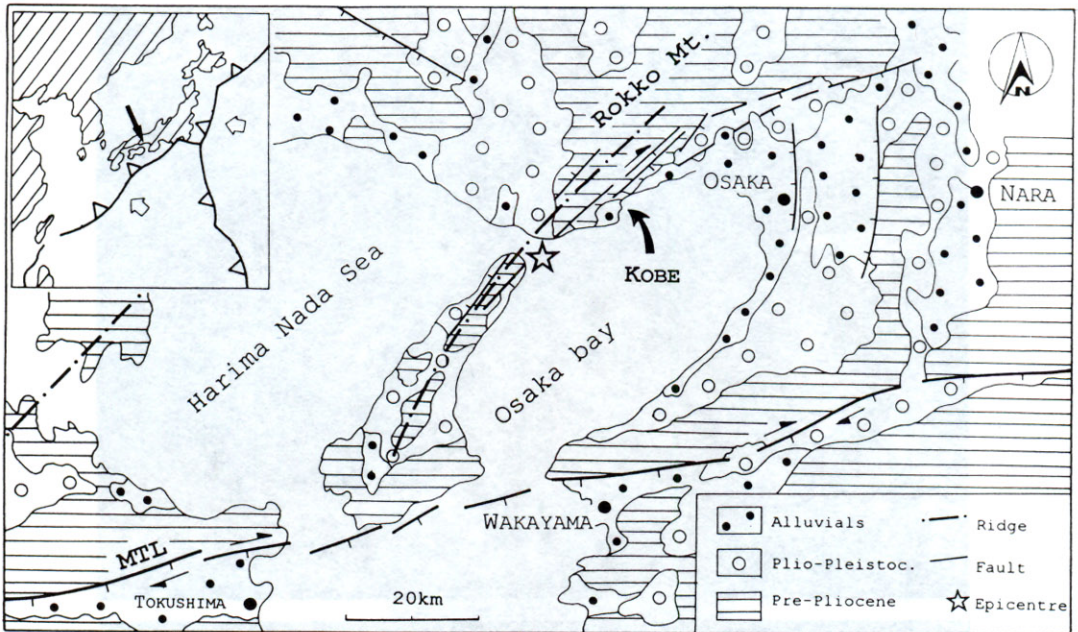 Rokko Mt.
N
OSAKA
NARA
KOBE
Harima Nada Sea
Osaka bay
WAKAYAMA
MTL
TOKUSHIMA
20km
Alluvials
Ridge
Plio-Pleistoc.
Fault
Pre-Pliocene
Epicentre